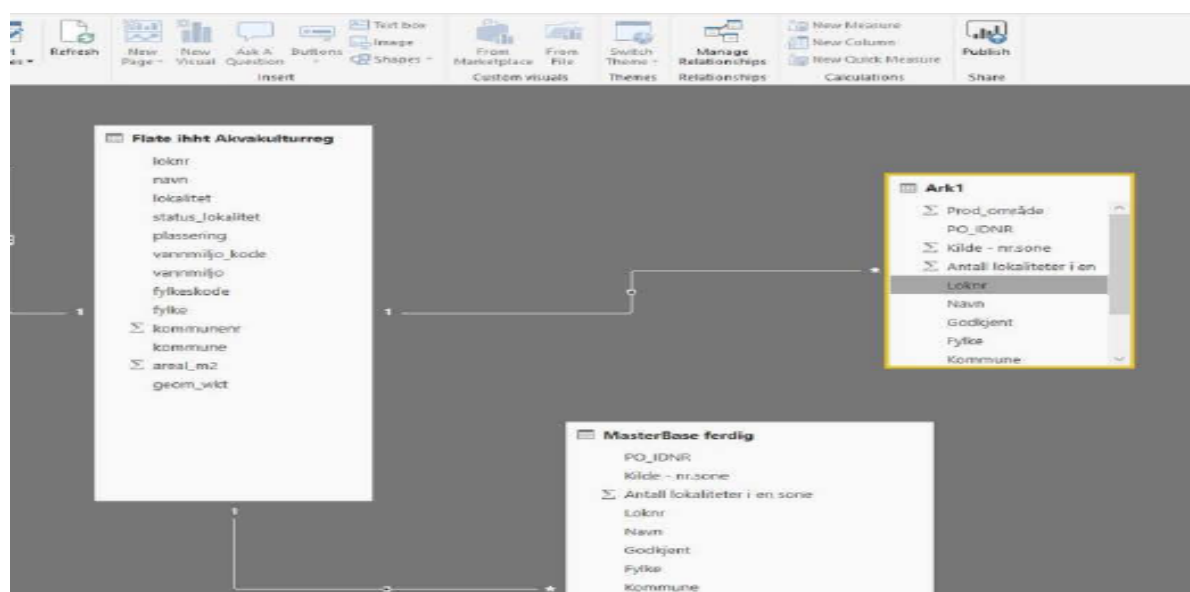 Refresh
New Page
New Visual
Ask A Question
Buttons
Text box
Image
Shapes
Insert
From Marketplace
From File
Custom visuals
Switch Theme
Themes
Manage Relationships
Relationships
New Measure
New Column
New Quick Measure
Calculations
Publish
Share
Flate ihht Akvakulturreg
loknr
navn
lokalitet
status_lokalitet
plassering
vannmiljo_kode
vannmiljo
fylkeskode
fylke
Σ kommunenr
kommune
Σ areal_m2
geom_wkt
1
1
1
*
Ark1
Σ Prod_område
PO_IDNR
Σ Kilde - nr.sone
Σ Antall lokaliteter i en
Loknr
Navn
Godkjent
Fylke
Kommune
MasterBase ferdig
PO_IDNR
Kilde - nr.sone
Σ Antall lokaliteter i en sone
Loknr
Navn
Godkjent
Fylke
Kommune
*